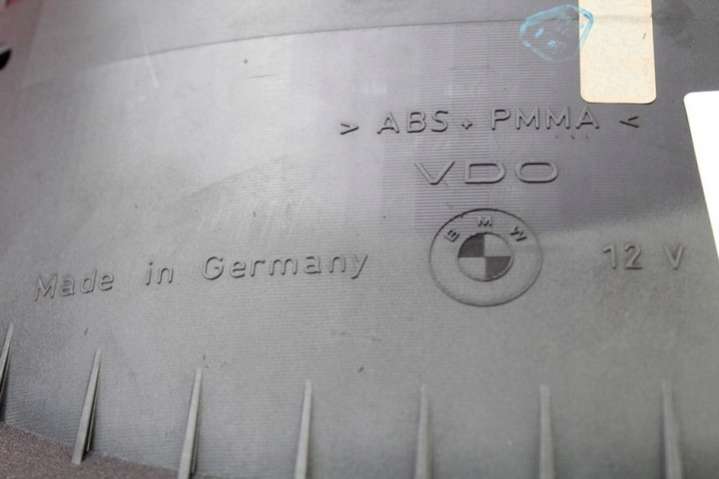 > ABS + PMMA <
VDO
BMW
Made in Germany
12 V